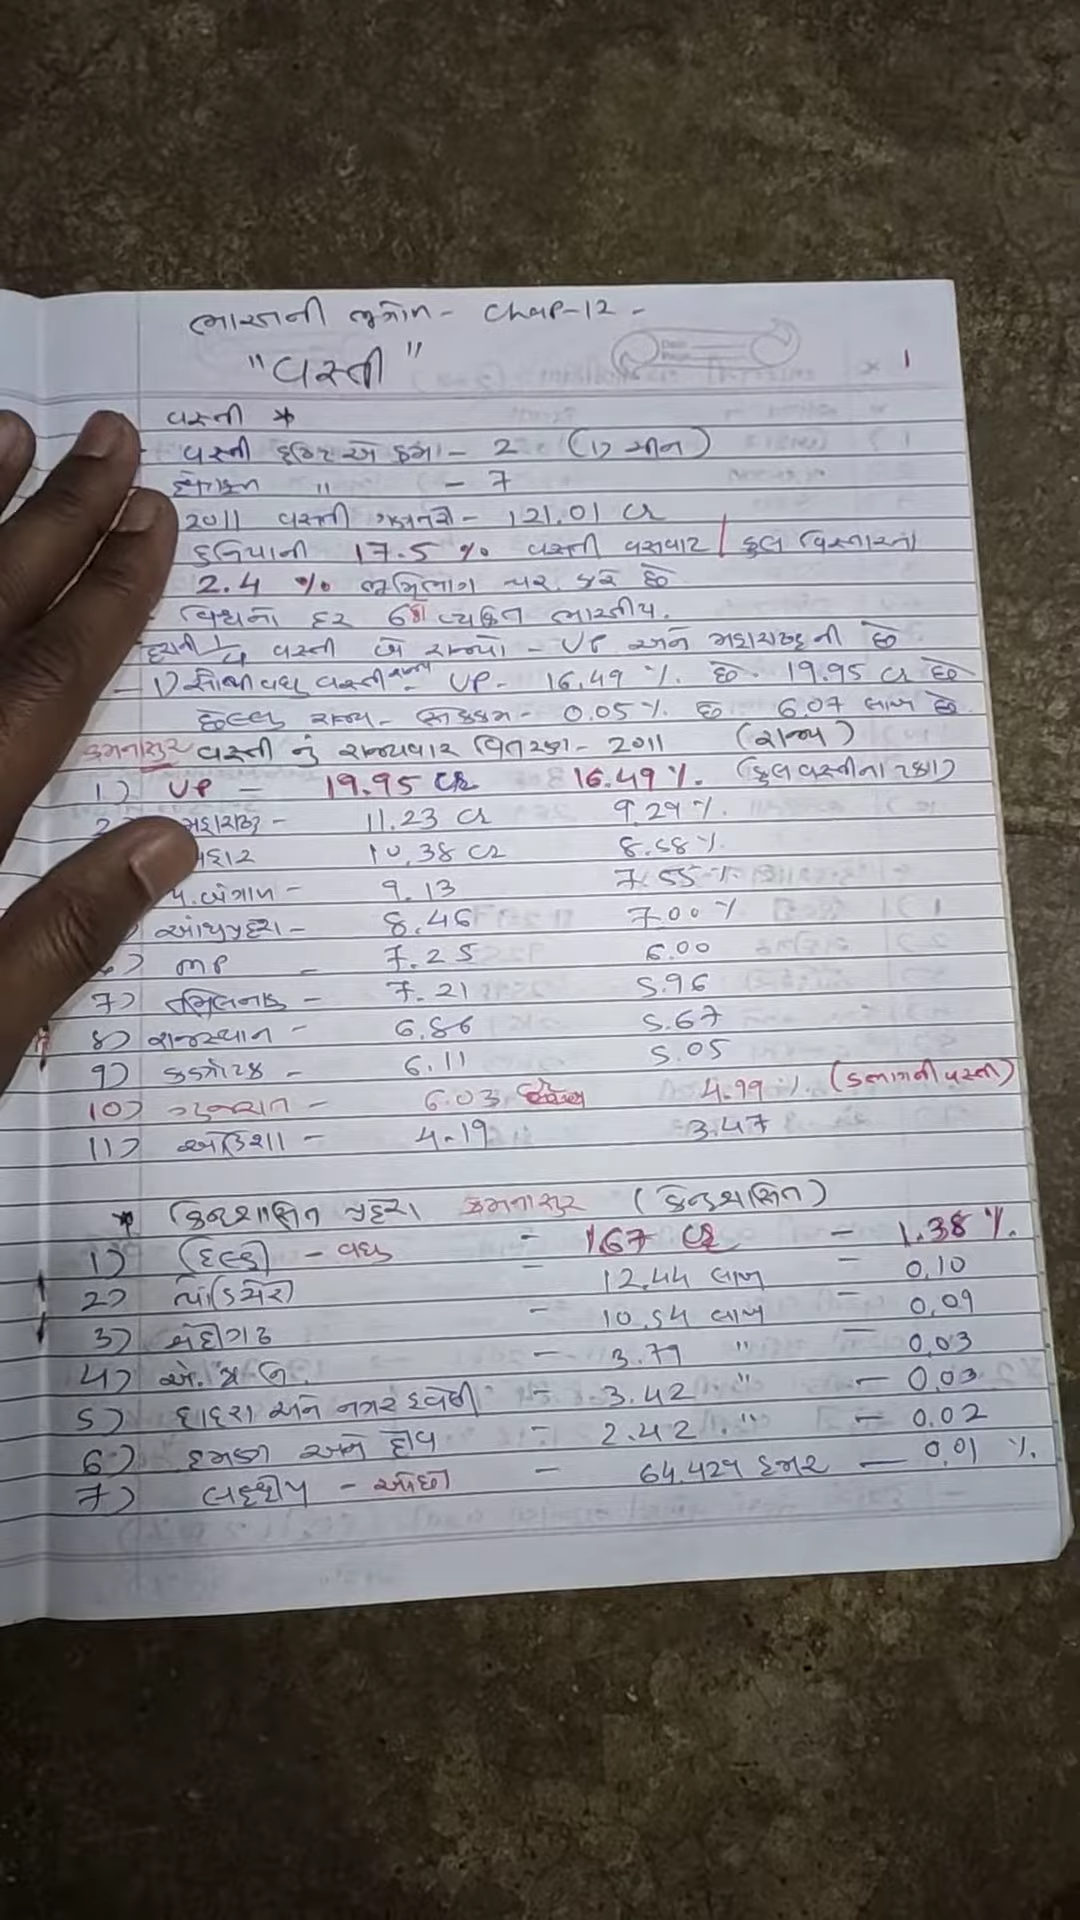 ભારતની ભૂગોળ - Chap-12 -
"વસ્તી"
* 1
વસ્તી *
વસ્તી દ્રષ્ટિએ ક્રમ - 2 (1) ચીન)
ક્ષેત્રફળ " - 7
2011 વસ્તી ગણતરી - 121.01 cr
દુનિયાની 17.5 % વસ્તી વસવાટ / કુલ વિસ્તારના
2.4 % ભૂમિભાગ પર કરે છે
વિશ્વનો દર 6ઠ્ઠી વ્યક્તિ ભારતીય.
દેશની 1/4 વસ્તી બે રાજ્યો - UP અને મહારાષ્ટ્રની છે
- 1) સૌથી વધુ વસ્તી રાજ્ય - UP - 16.49 %. છે - 19.95 cr છે
છેલ્લુ રાજ્ય - સિક્કિમ - 0.05 %. છે 6.07 લાખ છે
ક્રમનાસુર વસ્તી નું રાજ્યવાર વિતરણ - 2011 (રાજ્ય)
1) UP - 19.95 cr 16.49 %. (કુલ વસ્તીના ટકા)
2 મહારાષ્ટ્ર - 11.23 cr 9.29 %.
હાર 10.38 cr 8.58 %.
પ.બંગાળ - 9.13 7.55 %
) આંધ્રપ્રદેશ - 8.46 7.00 %
6) MP - 7.25 6.00
7) તમિલનાડુ - 7.21 5.96
8) રાજસ્થાન - 6.86 5.67
9) કર્ણાટક - 6.11 5.05
10) ગુજરાત - 6.03 4.99 %. (ડલાગની વસ્તી)
11) ઓડિશા - 4.19 3.47
* કેન્દ્રશાસિત પ્રદેશ ક્રમનાસુર (કેન્દ્રશાસિત)
1) દિલ્હી - વધુ - 1.67 cr - 1.38 %.
2) પોંડિચેરી - 12.44 લાખ - 0.10
3) ચંદીગઢ - 10.54 લાખ - 0.09
4) અં. અ નિ. - 3.79 " - 0.03
5) દાદરા અને નગર હવેલી - 3.42 " - 0.03
6) દમણ અને દીવ - 2.42 " - 0.02
7) લક્ષદ્વીપ - ઓછી - 64,429 હજાર - 0.01 %.